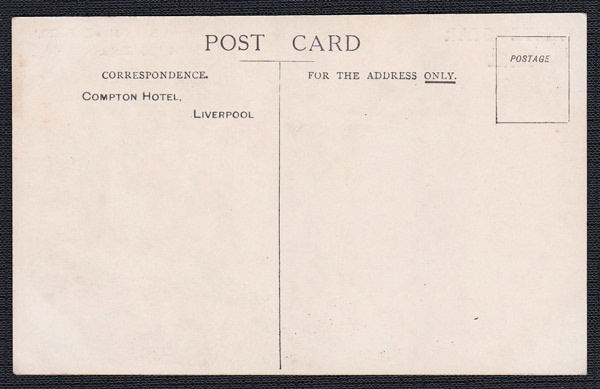 POST CARD
CORRESPONDENCE.
FOR THE ADDRESS ONLY.
POSTAGE
COMPTON HOTEL,
LIVERPOOL